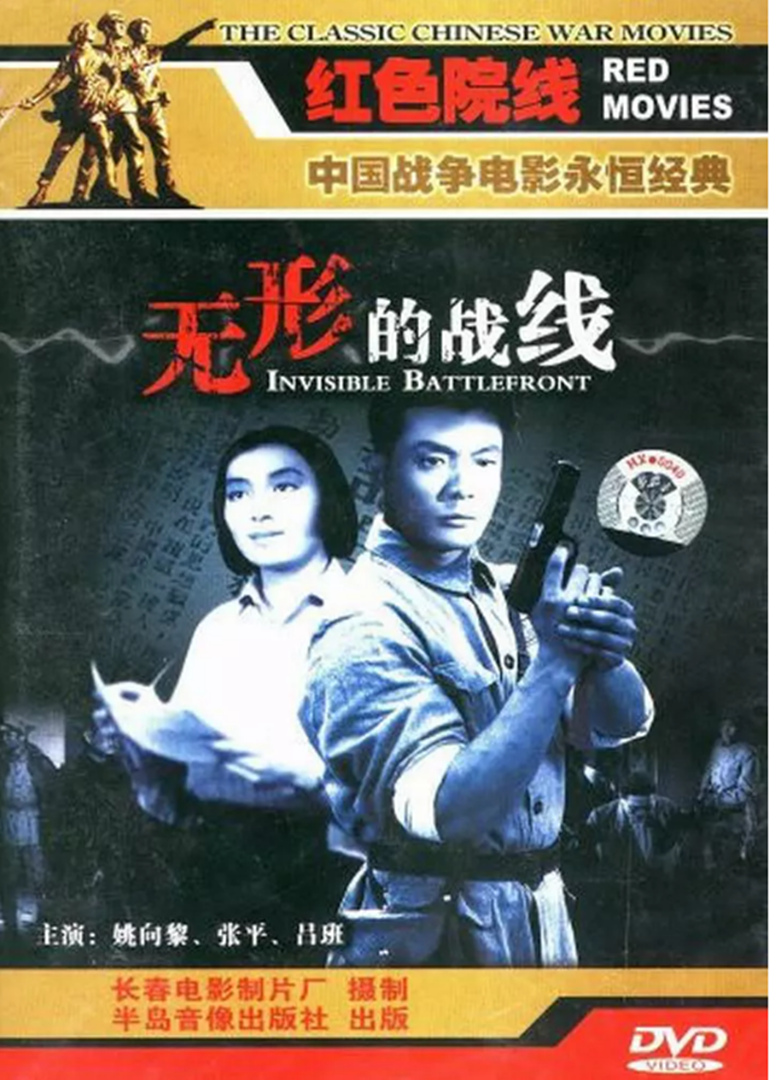 THE CLASSIC CHINESE WAR MOVIES
红色院线
RED
MOVIES
中国战争电影永恒经典
无形的战线
INVISIBLE BATTLEFRONT
主演：姚向黎、张平、吕班
长春电影制片厂 摄制
半岛音像出版社 出版
DVD
VIDEO